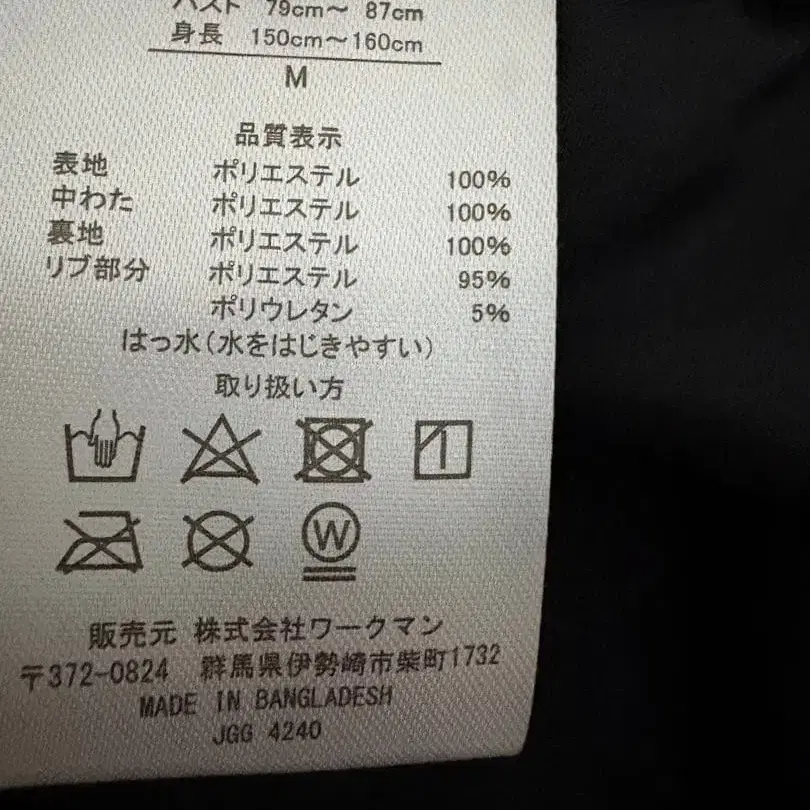 バスト 79cm～ 87cm
身長 150cm～160cm
M
品質表示
表地 ポリエステル 100%
中わた ポリエステル 100%
裏地 ポリエステル 100%
リブ部分 ポリエステル 95%
ポリウレタン 5%
はっ水(水をはじきやすい)
取り扱い方
W
販売元 株式会社ワークマン
〒372-0824 群馬県伊勢崎市柴町1732
MADE IN BANGLADESH
JGG 4240